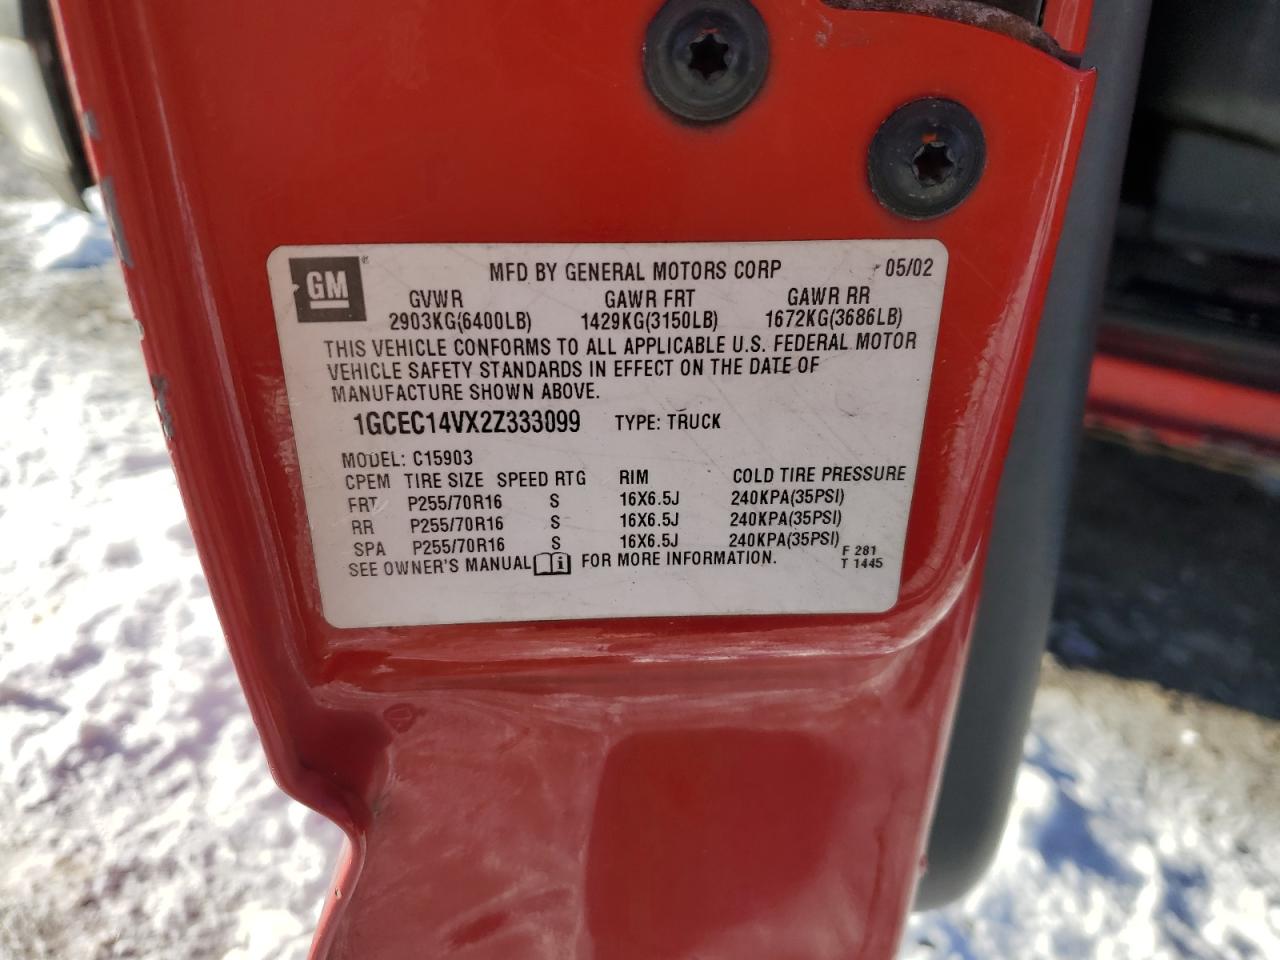 GM ® MFD BY GENERAL MOTORS CORP 05/02
GVWR GAWR FRT GAWR RR
2903KG(6400LB) 1429KG(3150LB) 1672KG(3686LB)
THIS VEHICLE CONFORMS TO ALL APPLICABLE U.S. FEDERAL MOTOR
VEHICLE SAFETY STANDARDS IN EFFECT ON THE DATE OF
MANUFACTURE SHOWN ABOVE.
1GCEC14VX2Z333099 TYPE: TRUCK
MODEL: C15903
CPEM TIRE SIZE SPEED RTG RIM COLD TIRE PRESSURE
FRT P255/70R16 S 16X6.5J 240KPA(35PSI)
RR P255/70R16 S 16X6.5J 240KPA(35PSI)
SPA P255/70R16 S 16X6.5J 240KPA(35PSI)
SEE OWNER'S MANUAL i FOR MORE INFORMATION.
F 281
T 1445